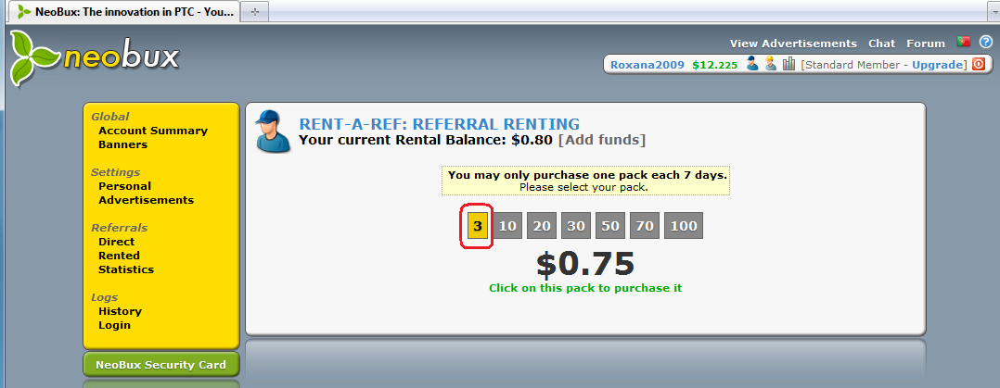 NeoBux: The innovation in PTC - You...
neobux
View Advertisements Chat Forum
Roxana2009 $12.225 [Standard Member - Upgrade]
Global
Account Summary
Banners
Settings
Personal
Advertisements
Referrals
Direct
Rented
Statistics
Logs
History
Login
NeoBux Security Card
RENT-A-REF: REFERRAL RENTING
Your current Rental Balance: $0.80 [Add funds]
You may only purchase one pack each 7 days.
Please select your pack.
3 10 20 30 50 70 100
$0.75
Click on this pack to purchase it